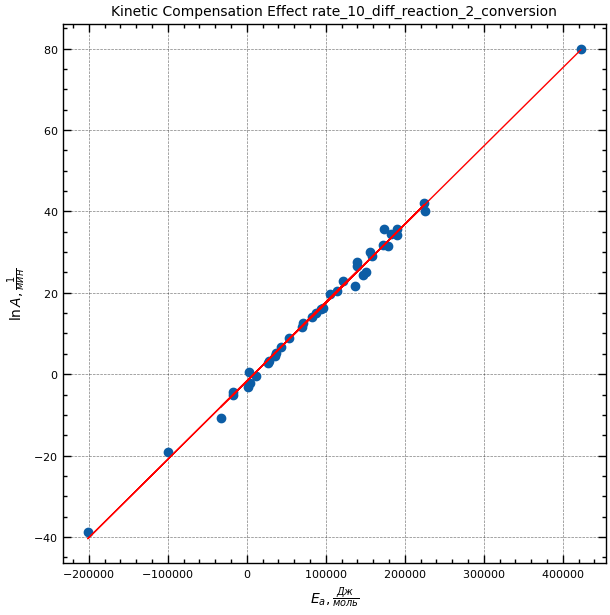 Kinetic Compensation Effect rate_10_diff_reaction_2_conversion
80
60
40
20
0
−20
−40
ln A, 1/мин
−200000 −100000 0 100000 200000 300000 400000
Eₐ, Дж/моль